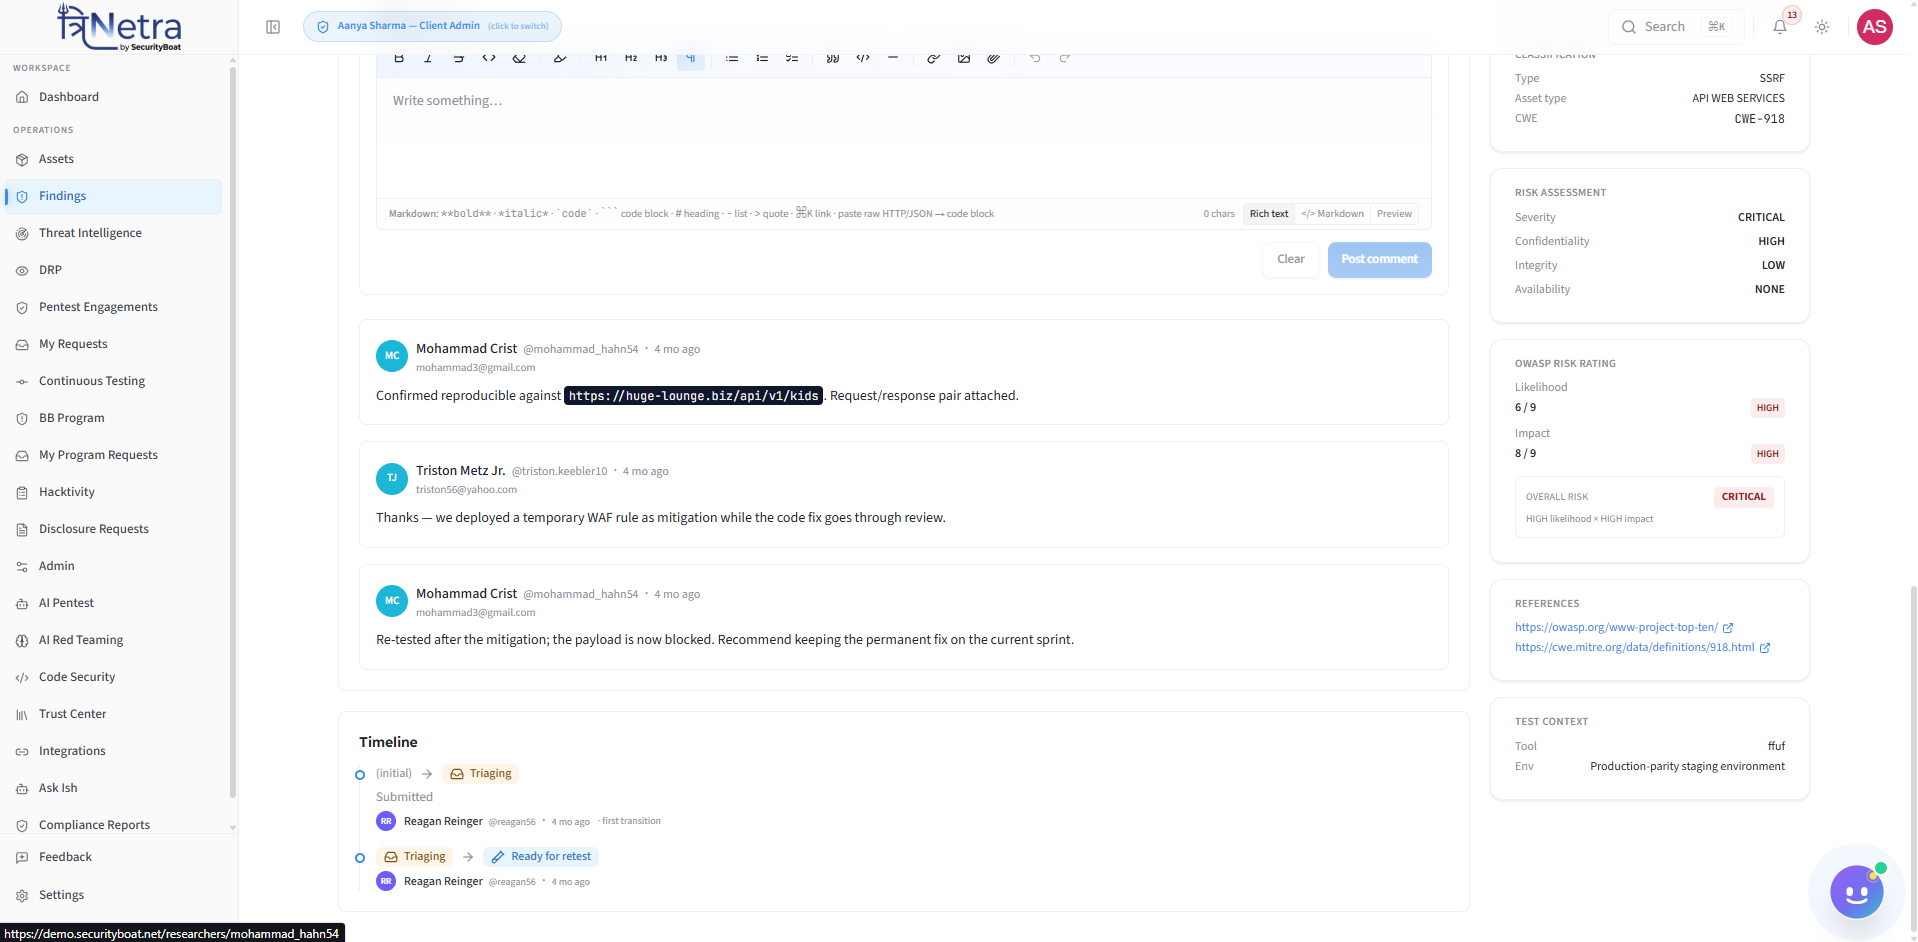 त्रिNetra
by SecurityBoat
Aanya Sharma — Client Admin (click to switch)
Search ⌘K
13
AS
WORKSPACE
Dashboard
OPERATIONS
Assets
Findings
Threat Intelligence
DRP
Pentest Engagements
My Requests
Continuous Testing
BB Program
My Program Requests
Hacktivity
Disclosure Requests
Admin
AI Pentest
AI Red Teaming
Code Security
Trust Center
Integrations
Ask Ish
Compliance Reports
Feedback
Settings
https://demo.securityboat.net/researchers/mohammad_hahn54
B I S H1 H2 H3
Write something…
Markdown: **bold** · *italic* · `code` · ``` code block · # heading · - list · > quote · ⌘K link · paste raw HTTP/JSON → code block
0 chars Rich text </> Markdown Preview
Clear Post comment
MC Mohammad Crist @mohammad_hahn54 · 4 mo ago
mohammad3@gmail.com
Confirmed reproducible against https://huge-lounge.biz/api/v1/kids. Request/response pair attached.
TJ Triston Metz Jr. @triston.keebler10 · 4 mo ago
triston56@yahoo.com
Thanks — we deployed a temporary WAF rule as mitigation while the code fix goes through review.
MC Mohammad Crist @mohammad_hahn54 · 4 mo ago
mohammad3@gmail.com
Re-tested after the mitigation; the payload is now blocked. Recommend keeping the permanent fix on the current sprint.
Timeline
(initial) → Triaging
Submitted
RR Reagan Reinger @reagan56 · 4 mo ago · first transition
Triaging → Ready for retest
RR Reagan Reinger @reagan56 · 4 mo ago
CLASSIFICATION
Type SSRF
Asset type API WEB SERVICES
CWE CWE-918
RISK ASSESSMENT
Severity CRITICAL
Confidentiality HIGH
Integrity LOW
Availability NONE
OWASP RISK RATING
Likelihood
6 / 9 HIGH
Impact
8 / 9 HIGH
OVERALL RISK CRITICAL
HIGH likelihood × HIGH impact
REFERENCES
https://owasp.org/www-project-top-ten/
https://cwe.mitre.org/data/definitions/918.html
TEST CONTEXT
Tool ffuf
Env Production-parity staging environment